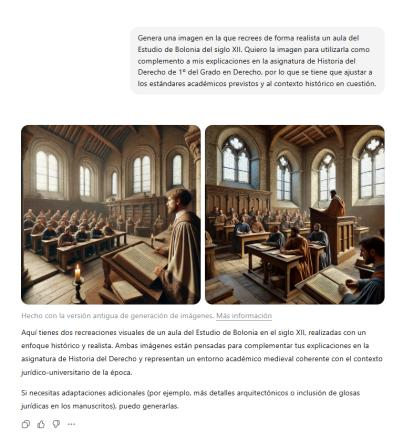 Genera una imagen en la que recrees de forma realista un aula del
Estudio de Bolonia del siglo XII. Quiero la imagen para utilizarla como
complemento a mis explicaciones en la asignatura de Historia del
Derecho de 1º del Grado en Derecho, por lo que se tiene que ajustar a
los estándares académicos previstos y al contexto histórico en cuestión.
Hecho con la versión antigua de generación de imágenes. Más información
Aquí tienes dos recreaciones visuales de un aula del Estudio de Bolonia en el siglo XII, realizadas con un
enfoque histórico y realista. Ambas imágenes están pensadas para complementar tus explicaciones en la
asignatura de Historia del Derecho y representan un entorno académico medieval coherente con el contexto
jurídico-universitario de la época.
Si necesitas adaptaciones adicionales (por ejemplo, más detalles arquitectónicos o inclusión de glosas
jurídicas en los manuscritos), puedo generarlas.